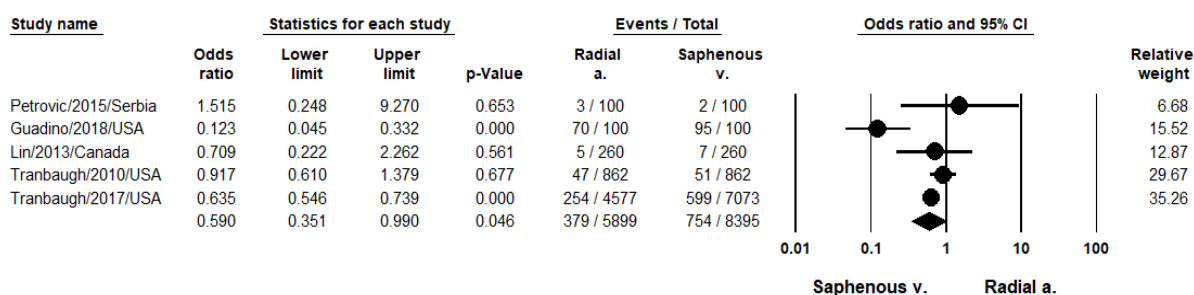 Study name Statistics for each study Events / Total Odds ratio and 95% CI
Odds Lower Upper Radial Saphenous Relative
ratio limit limit p-Value a. v. weight
Petrovic/2015/Serbia 1.515 0.248 9.270 0.653 3 / 100 2 / 100 6.68
Guadino/2018/USA 0.123 0.045 0.332 0.000 70 / 100 95 / 100 15.52
Lin/2013/Canada 0.709 0.222 2.262 0.561 5 / 260 7 / 260 12.87
Tranbaugh/2010/USA 0.917 0.610 1.379 0.677 47 / 862 51 / 862 29.67
Tranbaugh/2017/USA 0.635 0.546 0.739 0.000 254 / 4577 599 / 7073 35.26
0.590 0.351 0.990 0.046 379 / 5899 754 / 8395
0.01 0.1 1 10 100
Saphenous v. Radial a.